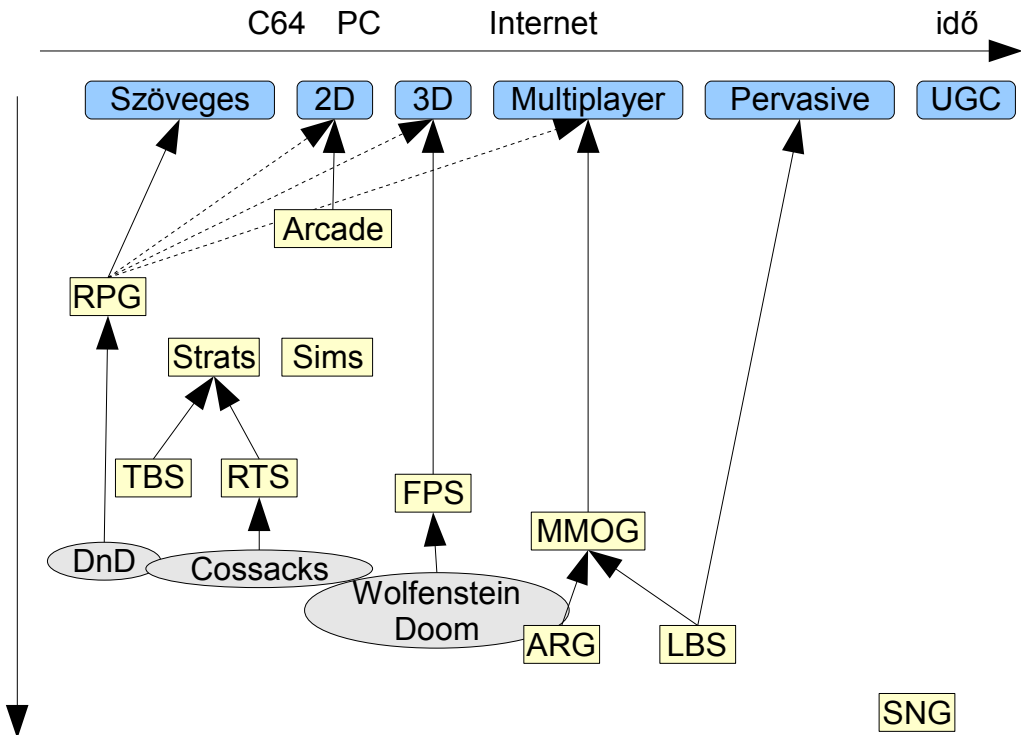 C64 PC Internet idő
Szöveges 2D 3D Multiplayer Pervasive UGC
Arcade
RPG
Strats Sims
TBS RTS FPS
MMOG
DnD Cossacks
Wolfenstein
Doom
ARG LBS
SNG